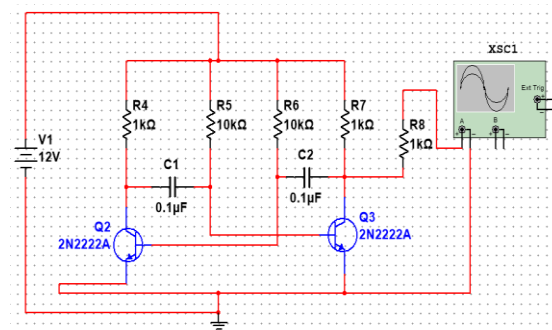 XSC1
Ext Trig
+
-
A
B
+
-
+
-
R4
1kΩ
R5
10kΩ
R6
10kΩ
R7
1kΩ
R8
1kΩ
V1
12V
C1
0.1µF
C2
0.1µF
Q2
2N2222A
Q3
2N2222A